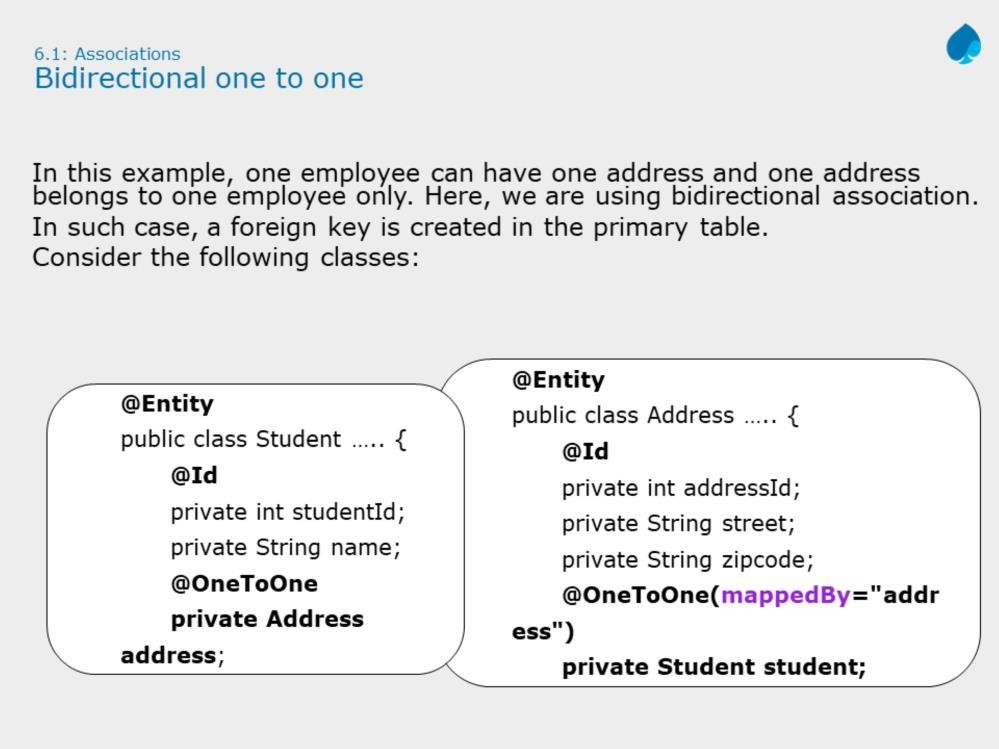 6.1: Associations
Bidirectional one to one
In this example, one employee can have one address and one address
belongs to one employee only. Here, we are using bidirectional association.
In such case, a foreign key is created in the primary table.
Consider the following classes:
@Entity
public class Student ….. {
@Id
private int studentId;
private String name;
@OneToOne
private Address
address;
@Entity
public class Address ….. {
@Id
private int addressId;
private String street;
private String zipcode;
@OneToOne(mappedBy="addr
ess")
private Student student;